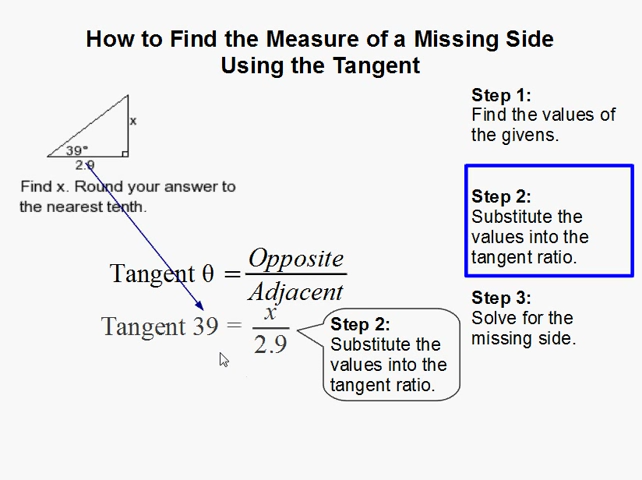 How to Find the Measure of a Missing Side
Using the Tangent
x
39°
2.9
Find x. Round your answer to
the nearest tenth.
Tangent θ = Opposite
Adjacent
Tangent 39 = x
2.9
Step 2:
Substitute the
values into the
tangent ratio.
Step 1:
Find the values of
the givens.
Step 2:
Substitute the
values into the
tangent ratio.
Step 3:
Solve for the
missing side.